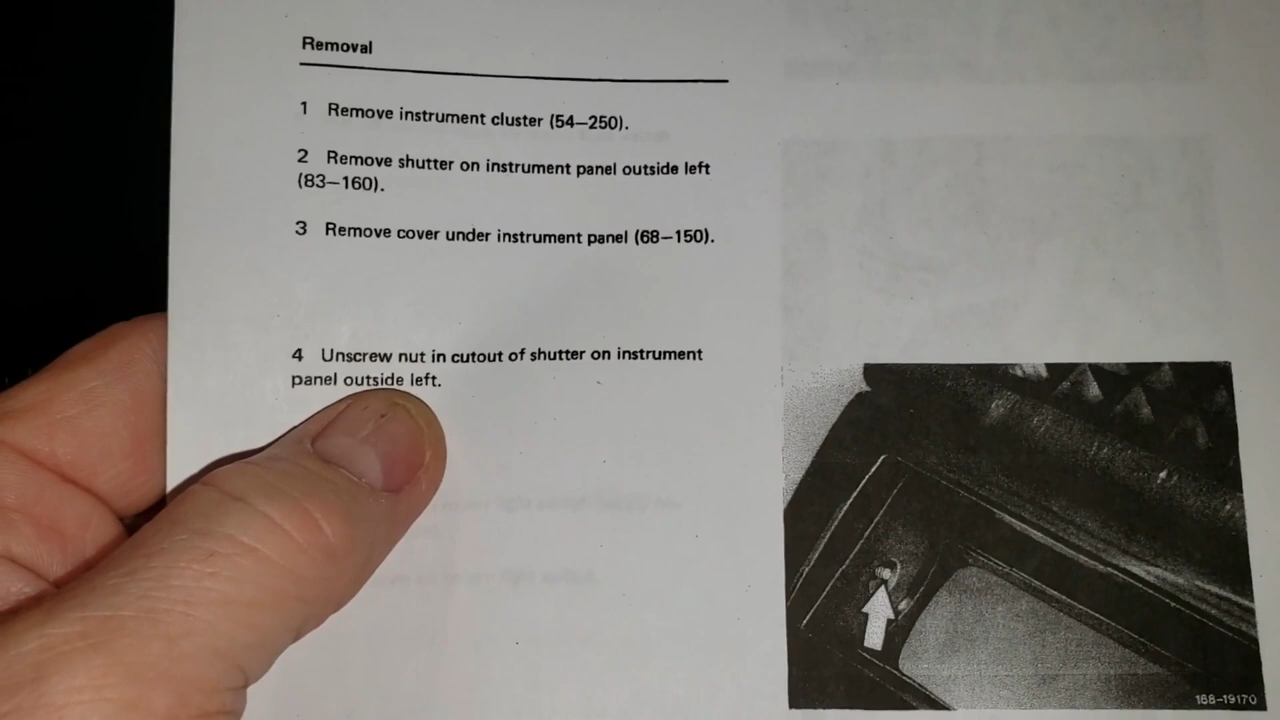 Removal
1 Remove instrument cluster (54–250).
2 Remove shutter on instrument panel outside left
(83–160).
3 Remove cover under instrument panel (68–150).
4 Unscrew nut in cutout of shutter on instrument
panel outside left.
168–19170